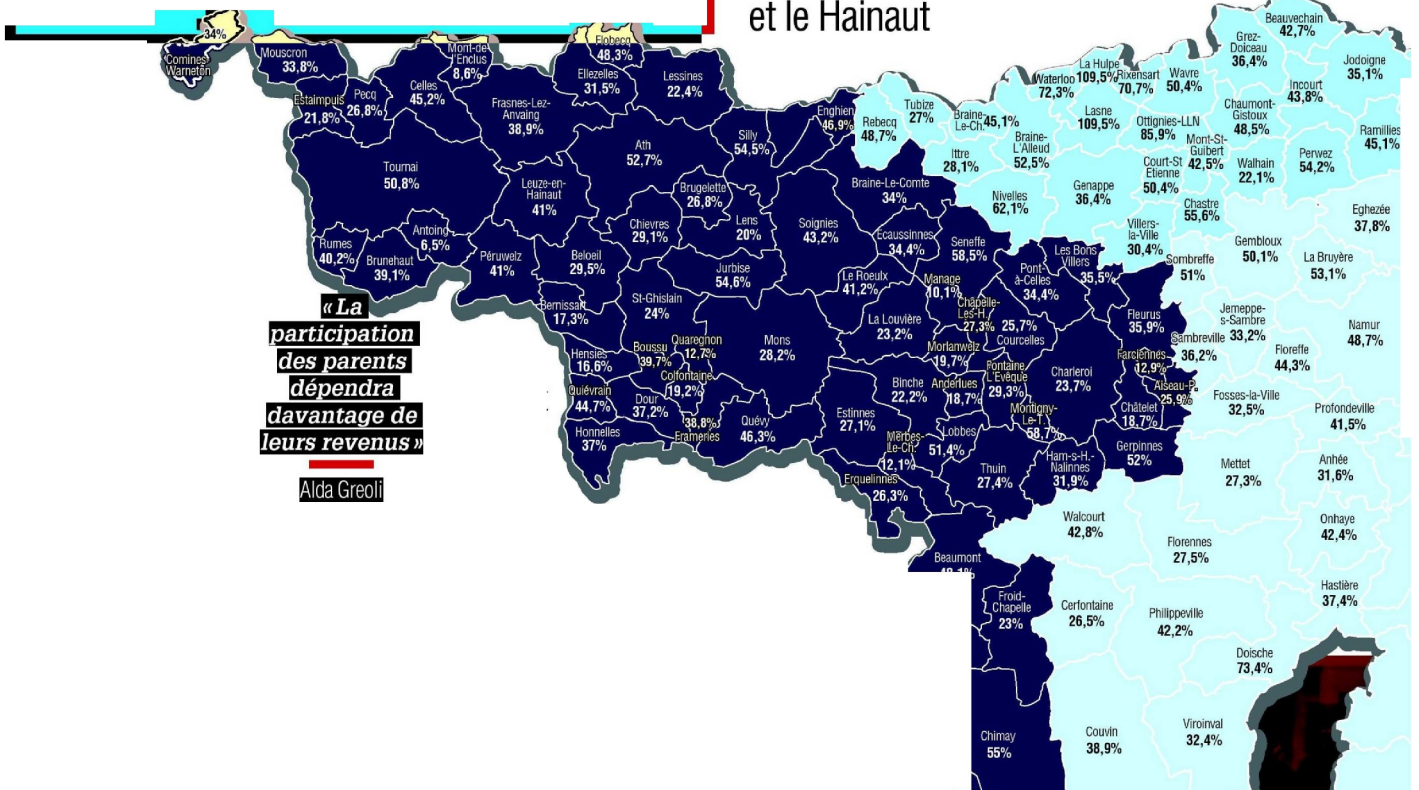 et le Hainaut
34%
Comines
Warneton
Mouscron
33,8%
Mont-de
l'Enclus
8,6%
Flobecq
48,3%
Ellezelles
31,5%
Lessines
22,4%
Estaimpuis
21,8%
Pecq
26,8%
Celles
45,2%
Frasnes-Lez-
Anvaing
38,9%
Ath
52,7%
Silly
54,5%
Enghien
46,9%
Tournai
50,8%
Leuze-en-
Hainaut
41%
Brugelette
26,8%
Chievres
29,1%
Lens
20%
Soignies
43,2%
Braine-Le-Comte
34%
Ecaussinnes
34,4%
Seneffe
58,5%
Rumes
40,2%
Brunehaut
39,1%
Antoing
6,5%
Péruwelz
41%
Beloeil
29,5%
Jurbise
54,6%
Le Roeulx
41,2%
Manage
10,1%
Pont-
à-Celles
34,4%
Les Bons
Villers
35,5%
Bernissart
17,3%
St-Ghislain
24%
Mons
28,2%
La Louvière
23,2%
Chapelle-
Les-H.
27,3%
25,7%
Courcelles
Fleurus
35,9%
Hensies
16,6%
Boussu
39,7%
Quaregnon
12,7%
Colfontaine
19,2%
Morlanwelz
19,7%
Fontaine
L'Evêque
29,3%
Charleroi
23,7%
Farciennes
12,9%
Aiseau-P.
25,9%
Quiévrain
44,7%
Dour
37,2%
38,8%
Frameries
Quévy
46,3%
Binche
22,2%
Anderlues
18,7%
Montigny-
Le-T.
58,7%
Châtelet
18,7%
Honnelles
37%
Estinnes
27,1%
Merbes-
Le-Ch.
12,1%
Lobbes
51,4%
Thuin
27,4%
Ham-s-H.-
Nalinnes
31,9%
Gerpinnes
52%
Erquelinnes
26,3%
Beaumont
48,1%
Froid-
Chapelle
23%
Chimay
55%
« La
participation
des parents
dépendra
davantage de
leurs revenus »
Alda Greoli
Rebecq
48,7%
Tubize
27%
Braine-
Le-Ch.
45,1%
Ittre
28,1%
Braine-
L'Alleud
52,5%
Waterloo
72,3%
La Hulpe
109,5%
Rixensart
70,7%
Lasne
109,5%
Wavre
50,4%
Grez-
Doiceau
36,4%
Beauvechain
42,7%
Jodoigne
35,1%
Incourt
43,8%
Chaumont-
Gistoux
48,5%
Ottignies-LLN
85,9%
Mont-St-
Guibert
42,5%
Ramillies
45,1%
Perwez
54,2%
Walhain
22,1%
Court-St
Etienne
50,4%
Nivelles
62,1%
Genappe
36,4%
Chastre
55,6%
Villers-
la-Ville
30,4%
Eghezée
37,8%
Gembloux
50,1%
Sombreffe
51%
La Bruyère
53,1%
Jemeppe-
s-Sambre
33,2%
Sambreville
36,2%
Floreffe
44,3%
Namur
48,7%
Fosses-la-Ville
32,5%
Profondeville
41,5%
Mettet
27,3%
Anhée
31,6%
Walcourt
42,8%
Florennes
27,5%
Onhaye
42,4%
Hastière
37,4%
Cerfontaine
26,5%
Philippeville
42,2%
Doische
73,4%
Couvin
38,9%
Viroinval
32,4%